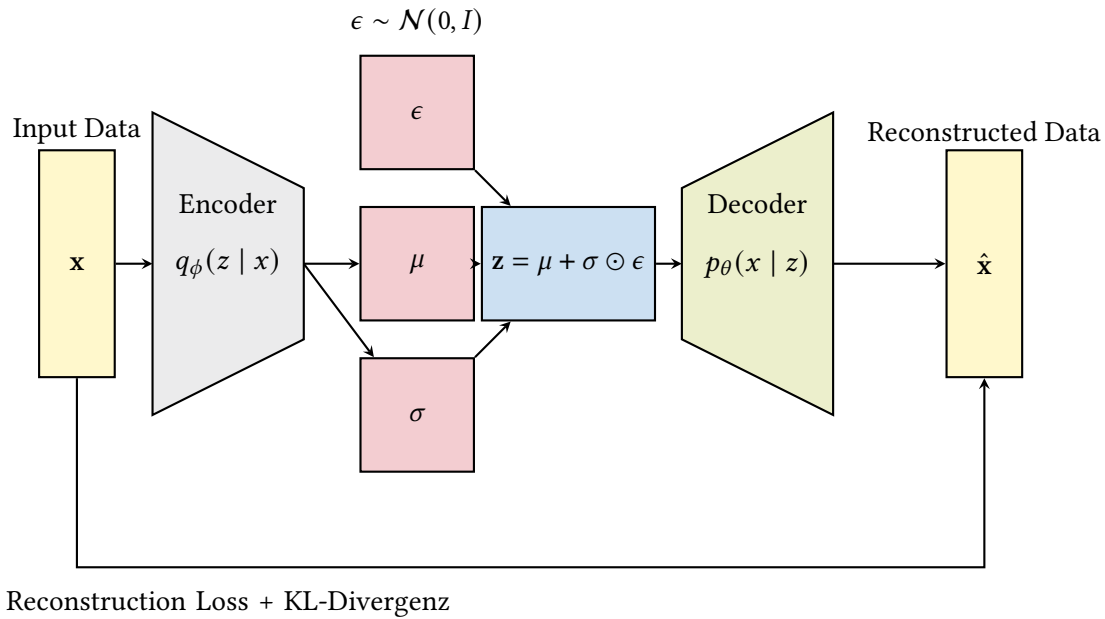 ϵ ∼ 𝒩(0, I)
ϵ
Input Data
Reconstructed Data
Encoder
Decoder
x
q_ϕ(z | x)
μ
z = μ + σ ⊙ ϵ
p_θ(x | z)
x̂
σ
Reconstruction Loss + KL-Divergenz